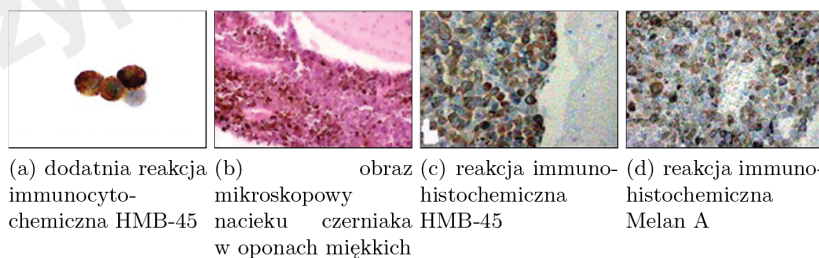 (a) dodatnia reakcja
immunocyto-
chemiczna HMB-45
(b) obraz
mikroskopowy
nacieku czerniaka
w oponach miękkich
(c) reakcja immuno-
histochemiczna
HMB-45
(d) reakcja immuno-
histochemiczna
Melan A